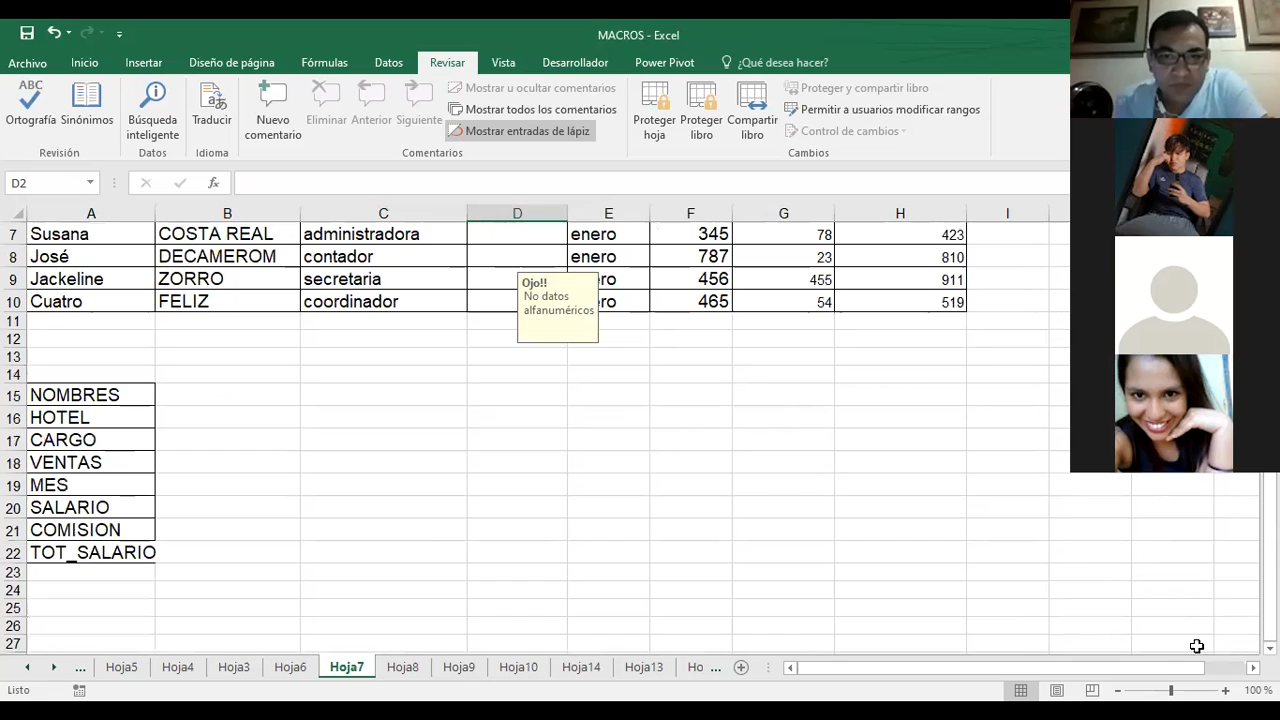 MACROS - Excel
Archivo Inicio Insertar Diseño de página Fórmulas Datos Revisar Vista Desarrollador Power Pivot ¿Qué desea hacer?
ABC
Ortografía
Sinónimos
Búsqueda
inteligente
Traducir
Nuevo
comentario
Eliminar
Anterior
Siguiente
Mostrar u ocultar comentarios
Mostrar todos los comentarios
Mostrar entradas de lápiz
Proteger
hoja
Proteger
libro
Compartir
libro
Proteger y compartir libro
Permitir a usuarios modificar rangos
Control de cambios
Revisión Datos Idioma Comentarios Cambios
D2 fx
A B C D E F G H I
7 Susana COSTA REAL administradora enero 345 78 423
8 José DECAMEROM contador enero 787 23 810
9 Jackeline ZORRO secretaria ero 456 455 911
10 Cuatro FELIZ coordinador ero 465 54 519
Ojo!!
No datos
alfanuméricos
11
12
13
14
15 NOMBRES
16 HOTEL
17 CARGO
18 VENTAS
19 MES
20 SALARIO
21 COMISION
22 TOT_SALARIO
23
24
25
26
27
... Hoja5 Hoja4 Hoja3 Hoja6 Hoja7 Hoja8 Hoja9 Hoja10 Hoja14 Hoja13 Ho ...
Listo 100 %